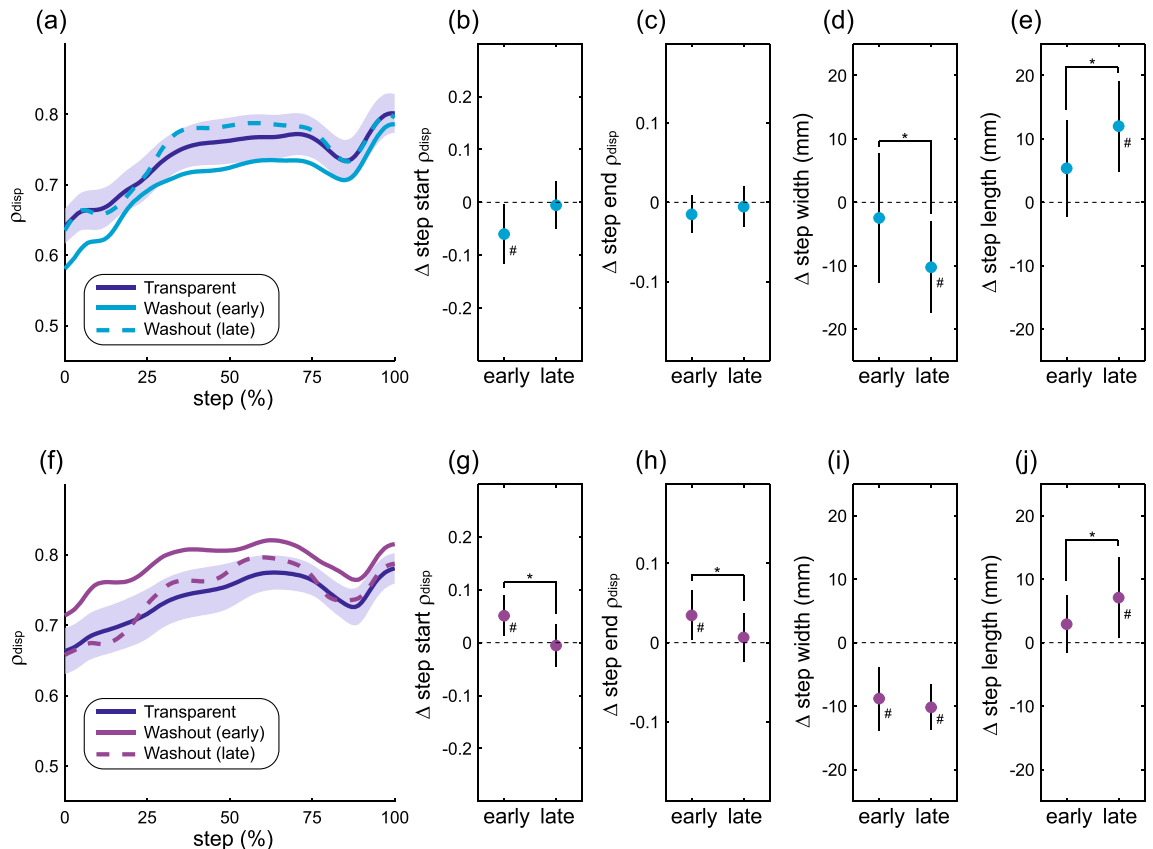 (a)
ρdisp
0.8
0.7
0.6
0.5
0 25 50 75 100
step (%)
Transparent
Washout (early)
Washout (late)
(b)
Δ step start ρdisp
0.2
0.1
0
-0.1
-0.2
#
early late
(c)
Δ step end ρdisp
0.1
0
-0.1
early late
(d)
Δ step width (mm)
20
10
0
-10
-20
*
#
early late
(e)
Δ step length (mm)
20
10
0
-10
-20
*
#
early late
(f)
ρdisp
0.8
0.7
0.6
0.5
0 25 50 75 100
step (%)
Transparent
Washout (early)
Washout (late)
(g)
Δ step start ρdisp
0.2
0.1
0
-0.1
-0.2
*
#
early late
(h)
Δ step end ρdisp
0.1
0
-0.1
*
#
early late
(i)
Δ step width (mm)
20
10
0
-10
-20
# #
early late
(j)
Δ step length (mm)
20
10
0
-10
-20
*
#
early late